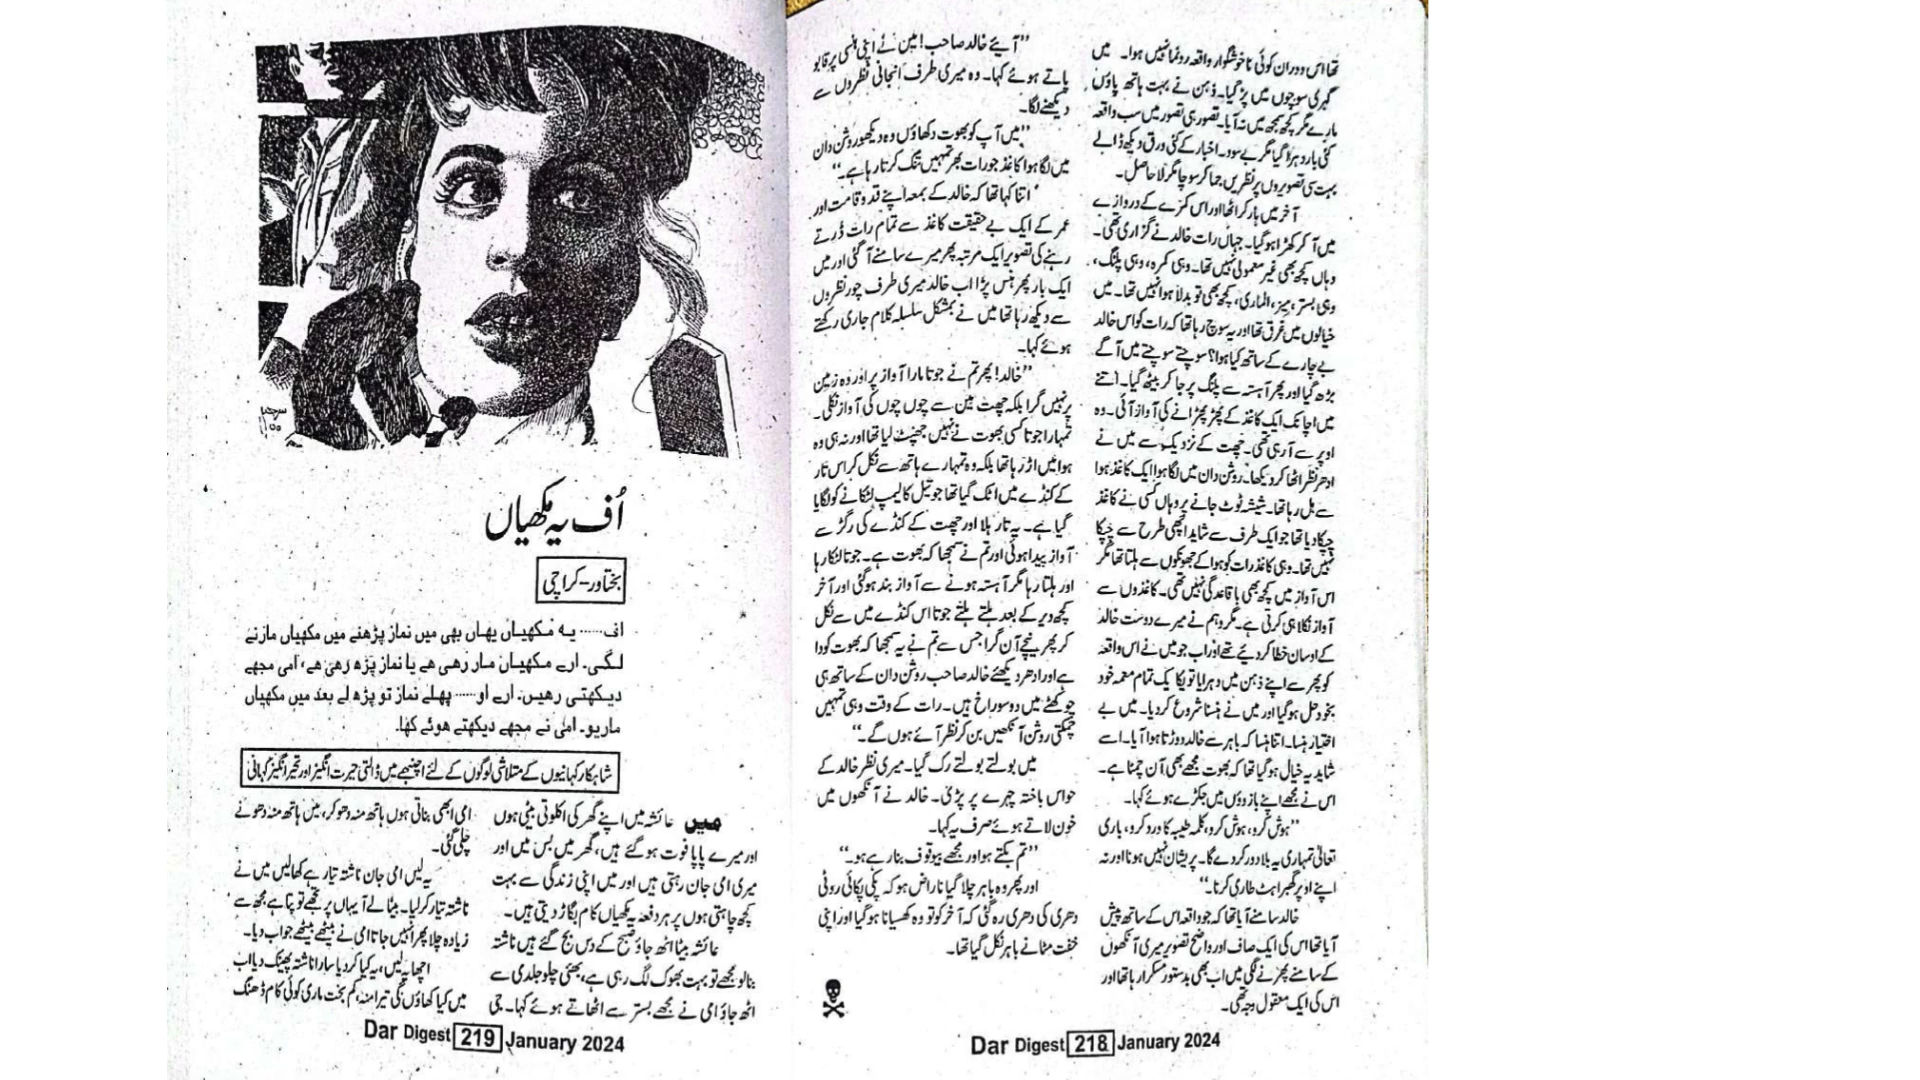 تھا اس دوران کوئی ناخوشگوار واقعہ رونما نہیں ہوا۔ میں
گہری سوچوں میں پڑ گیا۔ ذہن نے بہت ہاتھ پاؤں
مارے مگر کچھ سمجھ میں نہ آیا۔ تصور ہی تصور میں سب واقعہ
کئی بار دہرا گیا مگر بے سود۔ اخبار کے کئی ورق دیکھ ڈالے
بہت سی تصویروں پر نظریں جما کر سوچا مگر لاحاصل۔
آخر میں ہار کر اٹھا اور اس کمرے کے دروازے
میں آ کر کھڑا ہو گیا۔ جہاں رات خالد نے گزاری تھی۔
وہاں کچھ بھی غیر معمولی نہیں تھا۔ وہی کمرہ، وہی پلنگ،
وہی بستر، میز، الماری، کچھ بھی تو بدلا ہوا نہیں تھا۔ میں
خیالوں میں غرق تھا اور یہ سوچ رہا تھا کہ رات کو اس خالد
بے چارے کے ساتھ کیا ہوا؟ سوچتے سوچتے میں آگے
بڑھ گیا اور پھر آہستہ سے پلنگ پر جا کر بیٹھ گیا۔ اتنے
میں اچانک ایک کاغذ کے پھڑپھڑانے کی آواز آئی۔ وہ
اوپر سے آ رہی تھی۔ چھت کے نزدیک سے میں نے
ادھر نظر اٹھا کر دیکھا۔ روشن دان میں لگا ہوا ایک کاغذ ہوا
سے ہل رہا تھا۔ شیشہ ٹوٹ جانے پر وہاں کسی نے کاغذ
چپکا دیا تھا جو ایک طرف سے شاید اچھی طرح سے چپکا
نہیں تھا۔ وہی کاغذ رات کو ہوا کے جھونکوں سے ہلتا تھا مگر
اس آواز میں کچھ بھی با قاعدگی نہیں تھی۔ کاغذوں سے
آواز نکلا ہی کرتی ہے۔ مگر وہم نے میرے دوست خالد
کے اوسان خطا کر دیئے تھے اور اب جو میں نے اس واقعہ
کو پھر سے اپنے ذہن میں دہرایا تو یکا یک تمام معمہ خود
بخود حل ہو گیا اور میں نے ہنسنا شروع کر دیا۔ میں بے
اختیار ہنسا۔ اتنا ہنسا کہ باہر سے خالد دوڑتا ہوا آیا۔ اسے
شاید یہ خیال ہو گیا تھا کہ بھوت مجھے بھی آن چمٹا ہے۔
اس نے مجھے اپنے بازوؤں میں جکڑے ہوئے کہا۔
”ہوش کرو، ہوش کرو، کلمہ طیبہ کا ورد کرو، باری
تعالیٰ تمہاری یہ بلا دور کر دے گا۔ پریشان نہیں ہونا اور نہ
اپنے اوپر گھبراہٹ طاری کرنا۔“
خالد سامنے آیا تھا کہ جو واقعہ اس کے ساتھ پیش
آیا تھا اس کی ایک صاف اور واضح تصویر میری آنکھوں
کے سامنے پھرنے لگی میں اب بھی بدستور مسکرا رہا تھا اور
اس کی ایک معقول وجہ تھی۔
”آیئے خالد صاحب! میں نے اپنی ہنسی پر قابو
پاتے ہوئے کہا۔ وہ میری طرف انجانی نظروں سے
دیکھنے لگا۔
”میں آپ کو بھوت دکھاؤں وہ دیکھو روشن دان
میں لگا ہوا کاغذ جو رات بھر تمہیں تنگ کرتا رہا ہے۔“
اتنا کہا تھا کہ خالد کے بمعہ اپنے قد و قامت اور
عمر کے ایک بے حقیقت کاغذ سے تمام رات ڈرتے
رہنے کی تصویر ایک مرتبہ پھر میرے سامنے آ گئی اور میں
ایک بار پھر ہنس پڑا اب خالد میری طرف چور نظروں
سے دیکھ رہا تھا میں نے بمشکل سلسلہ کلام جاری رکھتے
ہوئے کہا۔
”خالد! پھر تم نے جوتا مارا آواز پر اور وہ زمین
پر نہیں گرا بلکہ چھت میں سے چوں چوں کی آواز نکلی۔
تمہارا جوتا کسی بھوت نے نہیں جھپٹ لیا تھا اور نہ ہی وہ
ہوا میں اڑ رہا تھا بلکہ وہ تمہارے ہاتھ سے نکل کر اس تار
کے کنڈے میں اٹک گیا تھا جو تیل کا لیمپ لٹکانے کو لگایا
گیا ہے۔ یہ تار ہلا اور چھت کے کنڈے کی رگڑ سے
آواز پیدا ہوئی اور تم نے سمجھا کہ بھوت ہے۔ جوتا لٹکا رہا
اور ہلتا رہا مگر آہستہ ہونے سے آواز بند ہو گئی اور آخر
کچھ دیر کے بعد ہلتے ہلتے جوتا اس کنڈے میں سے نکل
کر پھر نیچے آن گرا جس سے تم نے یہ سمجھا کہ بھوت کودا
ہے اور ادھر دیکھئے خالد صاحب روشن دان کے ساتھ ہی
چوکھٹے میں دو سوراخ ہیں۔ رات کے وقت وہی تمہیں
چمکتی روشن آنکھیں بن کر نظر آئے ہوں گے۔“
میں بولتے بولتے رک گیا۔ میری نظر خالد کے
حواس باختہ چہرے پر پڑی۔ خالد نے آنکھوں میں
خون لاتے ہوئے صرف یہ کہا۔
”تم بکتے ہو اور مجھے بیوقوف بنا رہے ہو۔“
اور پھر وہ باہر چلا گیا ناراض ہو کہ پکی پکائی روٹی
دھری کی دھری رہ گئی کہ آخر کو تو وہ کھسیانا ہو گیا اور اپنی
خفت مٹانے باہر نکل گیا تھا۔
Dar Digest 218 January 2024
اُف یہ مکھیاں
بختاور-کراچی
اف..... یہ مکھیاں یہاں بھی میں نماز پڑھنے میں مکھیاں مارنے
لگی۔ ارے مکھیاں مار رہی ہے یا نماز پڑھ رہی ہے، امی مجھے
دیکھتی رہیں۔ ارے او..... پہلے نماز تو پڑھ لے بعد میں مکھیاں
ماریو۔ امی نے مجھے دیکھتے ہوئے کہا۔
شاہکار کہانیوں کے متلاشی لوگوں کے لئے اچنبھے میں ڈالتی حیرت انگیز اور تحیر انگیز کہانی
میں عائشہ میں اپنے گھر کی اکلوتی بیٹی ہوں
اور میرے پاپا فوت ہو گئے ہیں، گھر میں بس میں اور
میری امی جان رہتی ہیں اور میں اپنی زندگی سے بہت
کچھ چاہتی ہوں پر ہر دفعہ یہ مکھیاں کام بگاڑ دیتی ہیں۔
عائشہ بیٹا اٹھ جاؤ صبح کے دس بج گئے ہیں ناشتہ
بنا لو مجھے تو بہت بھوک لگ رہی ہے، بھئی چلو جلدی سے
اٹھ جاؤ امی نے مجھے بستر سے اٹھاتے ہوئے کہا۔ جی
امی ابھی بناتی ہوں ہاتھ منہ دھو کر، میں ہاتھ منہ دھونے
چلی گئی۔
یہ لیں امی جان ناشتہ تیار ہے کھا لیں میں نے
ناشتہ تیار کر لیا۔ بیٹا لے آ یہاں پر تجھے تو پتا ہے مجھ سے
زیادہ چلا پھرا نہیں جاتا امی نے بیٹھے بیٹھے جواب دیا۔
اچھا یہ لیں، یہ کیا کر دیا سارا ناشتہ پھینک دیا اب
میں کیا کھاؤں گی تیرا منہ، کم بخت ماری کوئی کام ڈھنگ
Dar Digest 219 January 2024